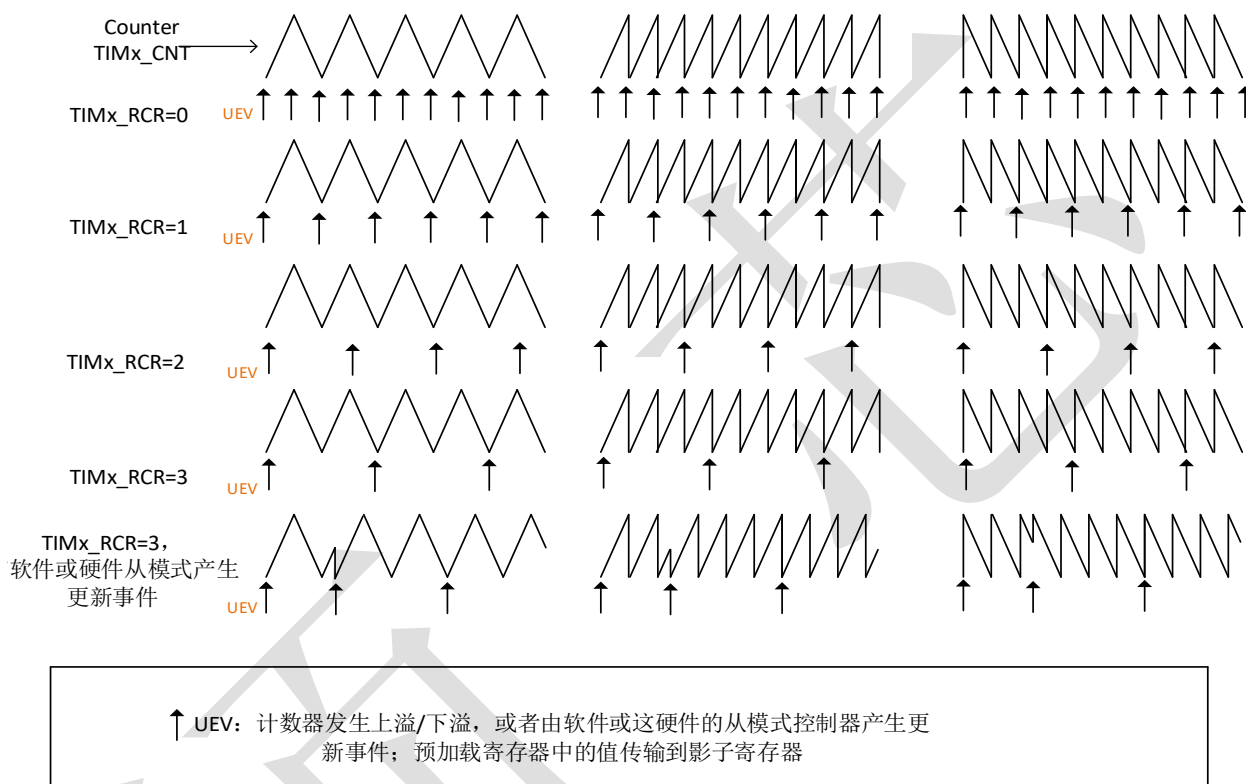 Counter
TIMx_CNT
TIMx_RCR=0 UEV
TIMx_RCR=1 UEV
TIMx_RCR=2 UEV
TIMx_RCR=3 UEV
TIMx_RCR=3，
软件或硬件从模式产生
更新事件
UEV
UEV：计数器发生上溢/下溢，或者由软件或这硬件的从模式控制器产生更
新事件；预加载寄存器中的值传输到影子寄存器